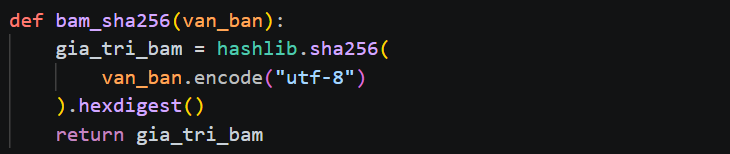 def bam_sha256(van_ban):
    gia_tri_bam = hashlib.sha256(
        van_ban.encode("utf-8")
    ).hexdigest()
    return gia_tri_bam